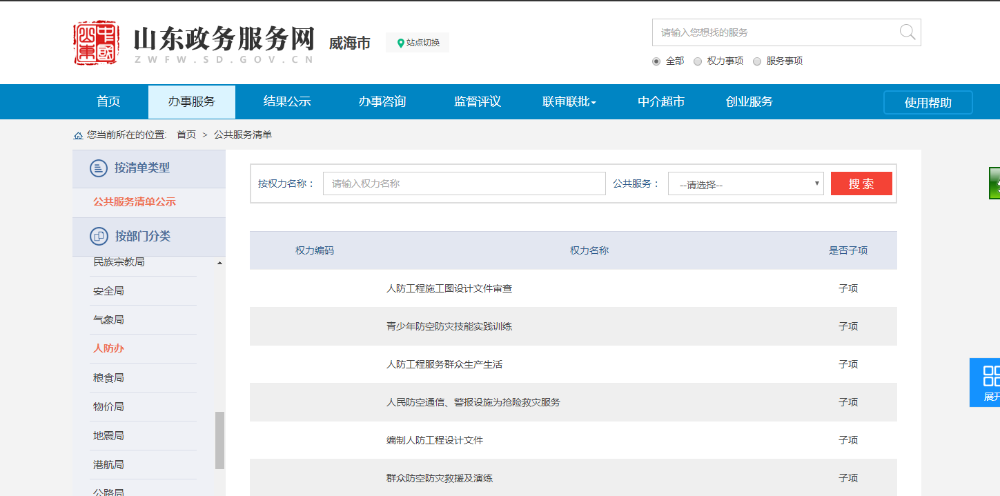 山东政务服务网
ZWFW.SD.GOV.CN
威海市
站点切换
请输入您想找的服务
全部 权力事项 服务事项
首页 办事服务 结果公示 办事咨询 监督评议 联审联批 中介超市 创业服务 使用帮助
您当前所在的位置: 首页 > 公共服务清单
按清单类型
公共服务清单公示
按部门分类
民族宗教局
安全局
气象局
人防办
粮食局
物价局
地震局
港航局
公路局
按权力名称： 请输入权力名称 公共服务： --请选择-- 搜 索
权力编码 权力名称 是否子项
人防工程施工图设计文件审查 子项
青少年防空防灾技能实践训练 子项
人防工程服务群众生产生活 子项
人民防空通信、警报设施为抢险救灾服务 子项
编制人防工程设计文件 子项
群众防空防灾救援及演练 子项
展开